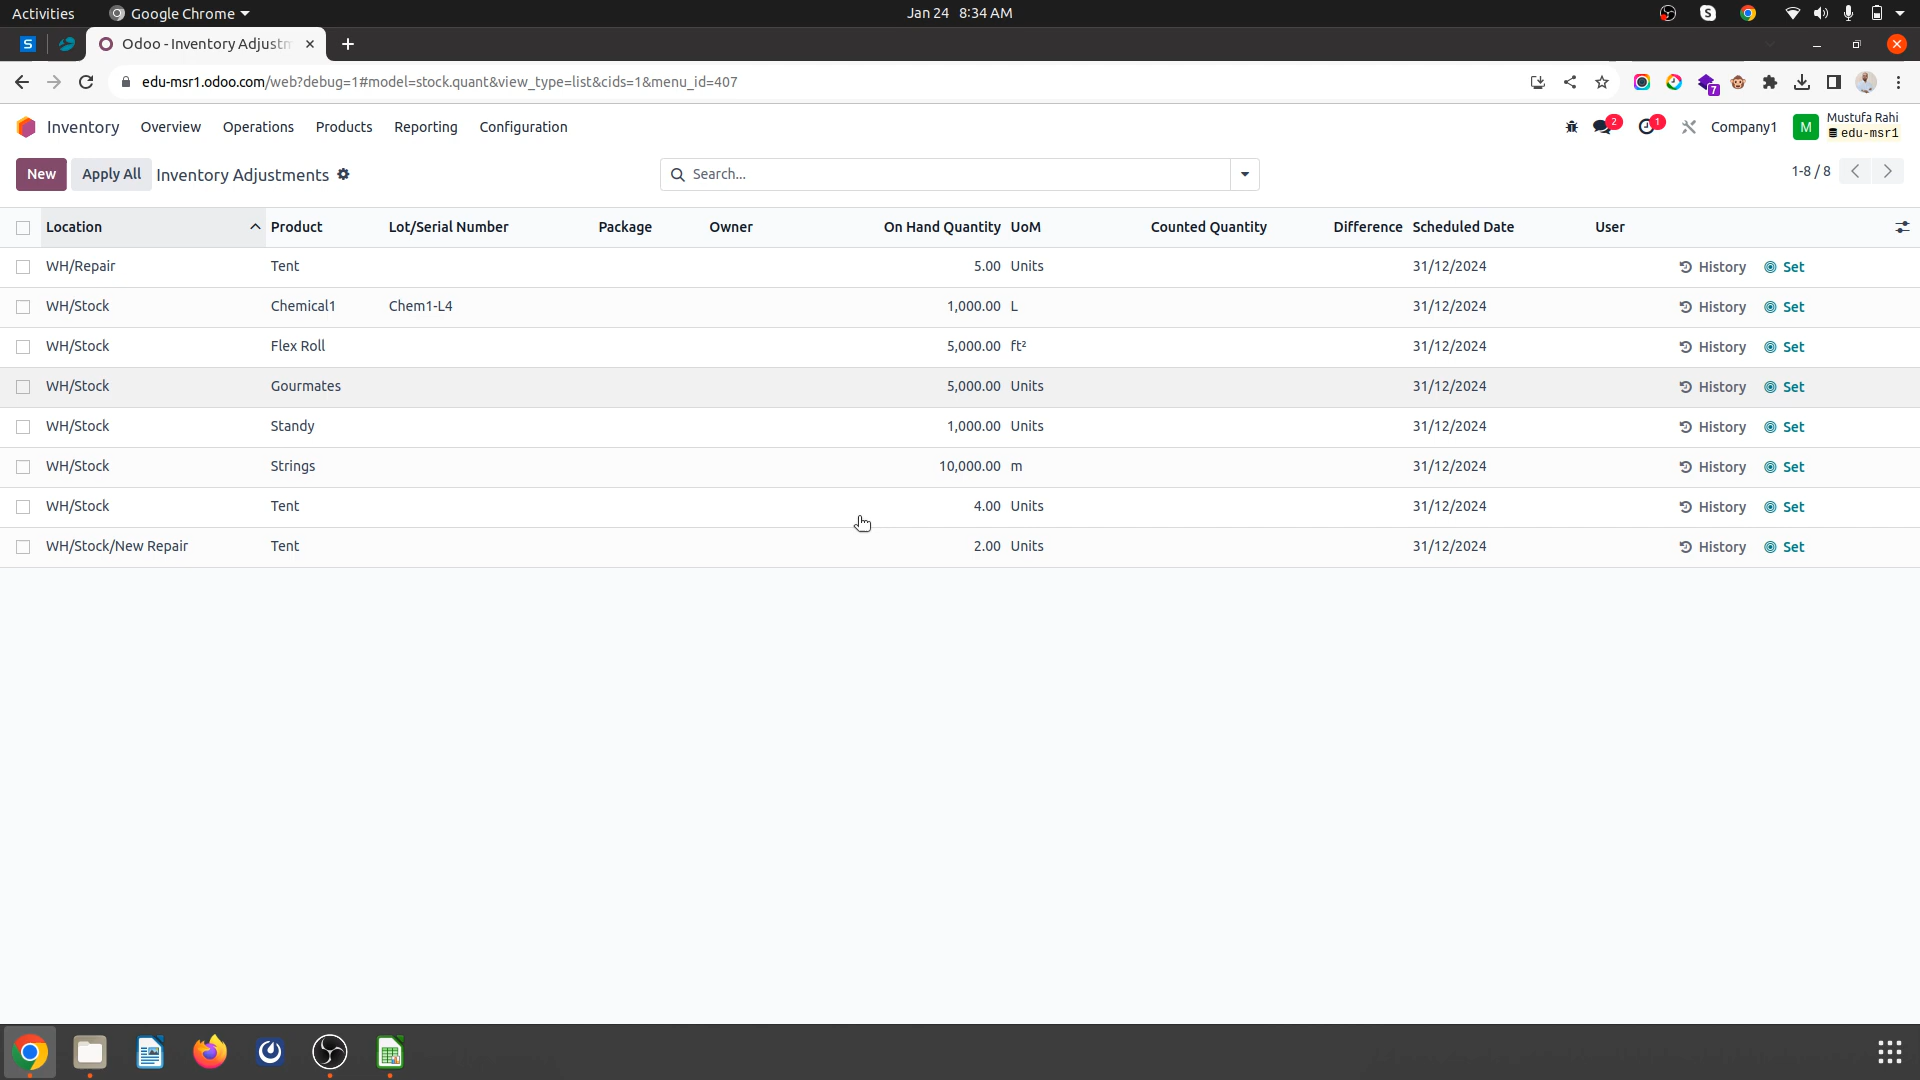 Activities Google Chrome Jan 24 8:34 AM
S Odoo - Inventory Adjustm
edu-msr1.odoo.com/web?debug=1#model=stock.quant&view_type=list&cids=1&menu_id=407 7
Inventory Overview Operations Products Reporting Configuration 2 1 Company1 M Mustufa Rahi
edu-msr1
New Apply All Inventory Adjustments Search... 1-8 / 8
Location Product Lot/Serial Number Package Owner On Hand Quantity UoM Counted Quantity Difference Scheduled Date User
WH/Repair Tent 5.00 Units 31/12/2024 History Set
WH/Stock Chemical1 Chem1-L4 1,000.00 L 31/12/2024 History Set
WH/Stock Flex Roll 5,000.00 ft² 31/12/2024 History Set
WH/Stock Gourmates 5,000.00 Units 31/12/2024 History Set
WH/Stock Standy 1,000.00 Units 31/12/2024 History Set
WH/Stock Strings 10,000.00 m 31/12/2024 History Set
WH/Stock Tent 4.00 Units 31/12/2024 History Set
WH/Stock/New Repair Tent 2.00 Units 31/12/2024 History Set